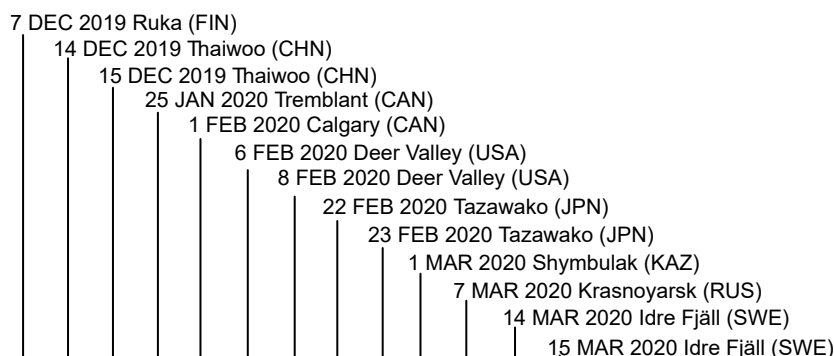 7 DEC 2019 Ruka (FIN)
14 DEC 2019 Thaiwoo (CHN)
15 DEC 2019 Thaiwoo (CHN)
25 JAN 2020 Tremblant (CAN)
1 FEB 2020 Calgary (CAN)
6 FEB 2020 Deer Valley (USA)
8 FEB 2020 Deer Valley (USA)
22 FEB 2020 Tazawako (JPN)
23 FEB 2020 Tazawako (JPN)
1 MAR 2020 Shymbulak (KAZ)
7 MAR 2020 Krasnoyarsk (RUS)
14 MAR 2020 Idre Fjäll (SWE)
15 MAR 2020 Idre Fjäll (SWE)